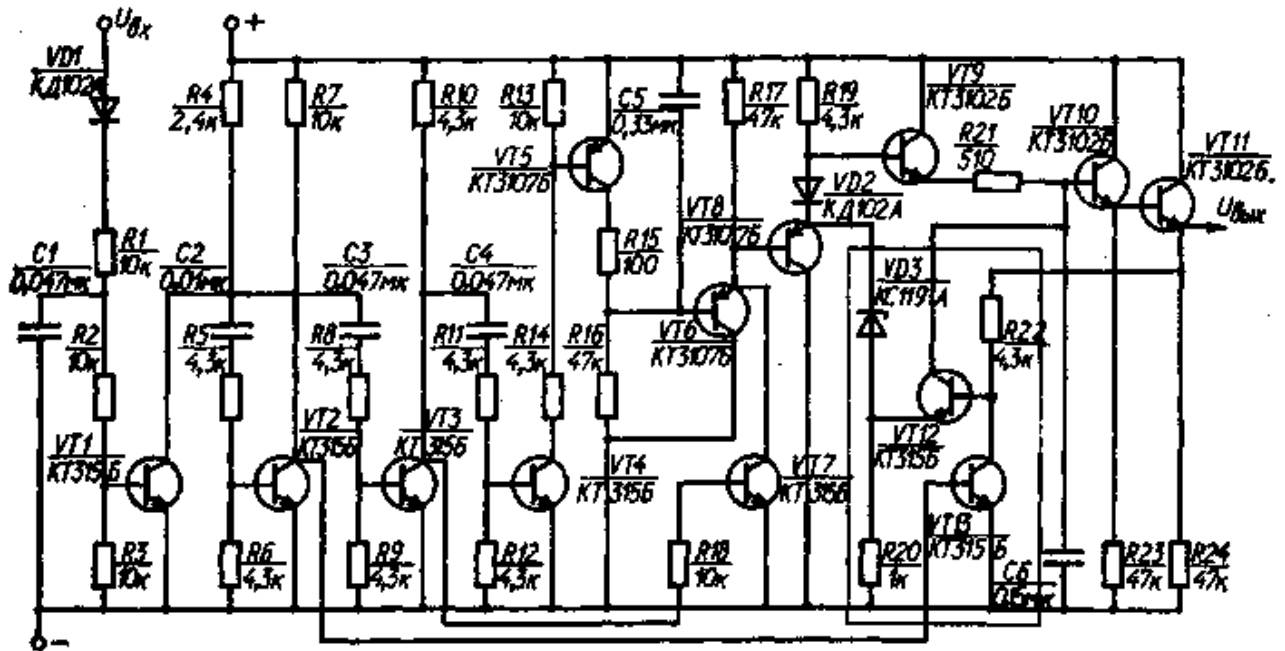 Uвх
+
VD1
КД102А
R4
2,4к
R7
10к
R10
4,3к
R13
10к
C5
0,33мк
R17
47к
R19
4,3к
VT9
КТ3102Б
R21
510
VT10
КТ3102Б
VT11
КТ3102Б.
Uвых
VT5
КТ3107Б
VT8
КТ3107Б
VD2
КД102А
C1
0,047мк
R1
10к
C2
0,01мк
C3
0,047мк
C4
0,047мк
R15
100
VD3
КС119А
R2
10к
R5
4,3к
R8
4,3к
R11
4,3к
R14
4,3к
R16
47к
VT6
КТ3107Б
R22
4,3к
VT1
КТ315Б
VT2
КТ315Б
VT3
КТ315Б
VT4
КТ315Б
VT7
КТ315Б
VT12
КТ315Б
VT13
КТ315Б
R3
10к
R6
4,3к
R9
4,3к
R12
4,3к
R18
10к
R20
1к
C6
R23
47к
R24
47к
-